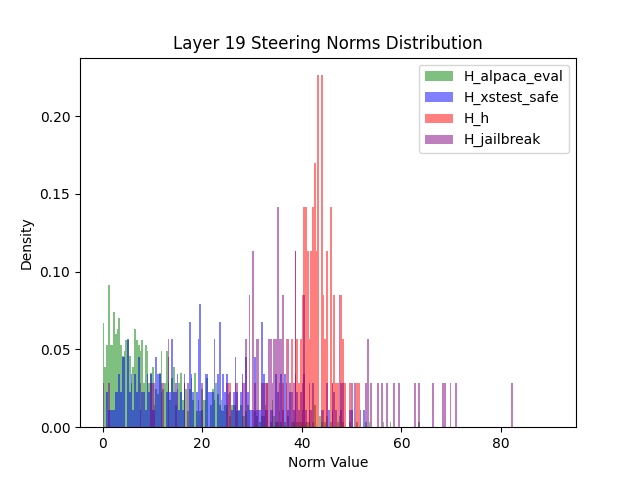 Layer 19 Steering Norms Distribution
H_alpaca_eval
H_xstest_safe
H_h
H_jailbreak
0.20
0.15
0.10
0.05
0.00
Density
0
20
40
60
80
Norm Value